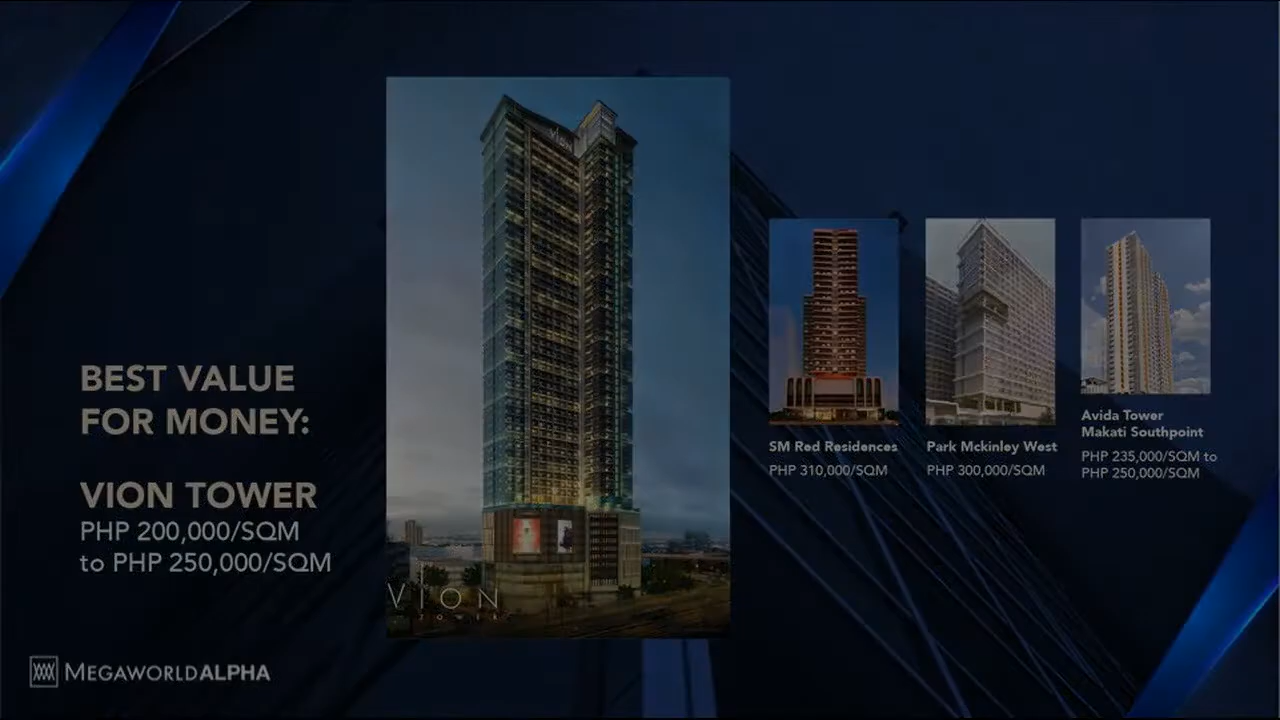 BEST VALUE
FOR MONEY:
VION TOWER
PHP 200,000/SQM
to PHP 250,000/SQM
VION
TOWER
SM Red Residences
PHP 310,000/SQM
Park Mckinley West
PHP 300,000/SQM
Avida Tower
Makati Southpoint
PHP 235,000/SQM to
PHP 250,000/SQM
MEGAWORLDALPHA